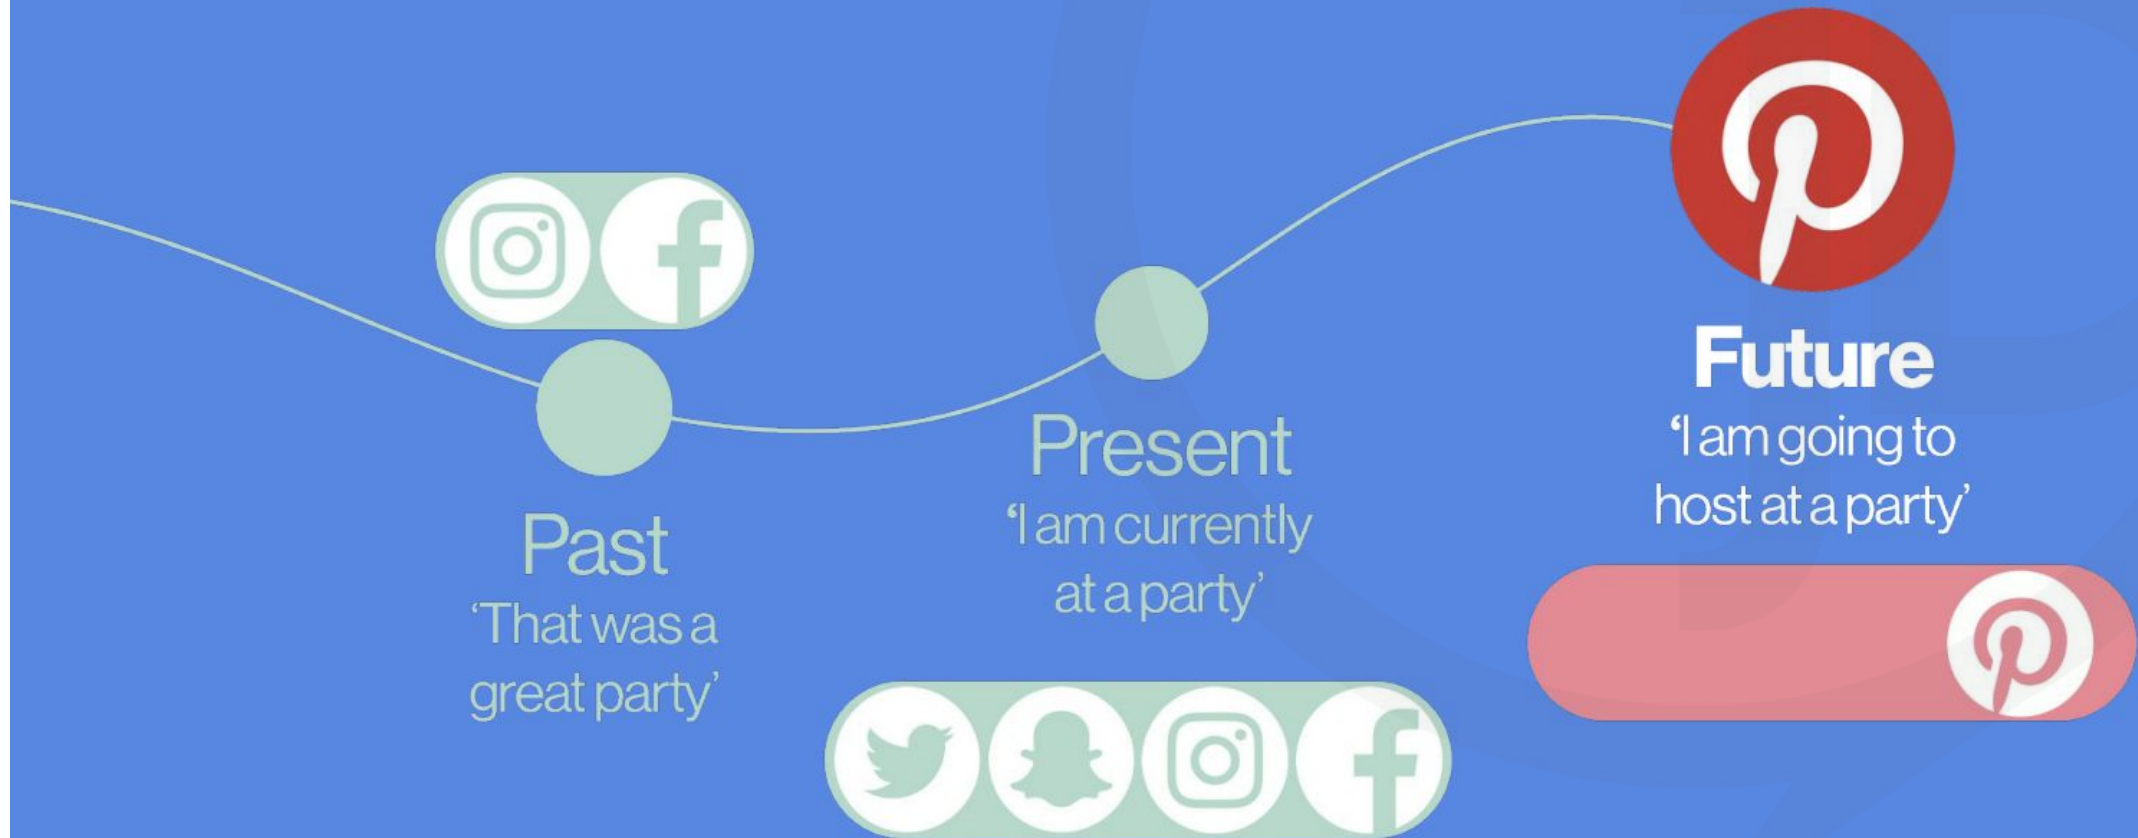 Past
‘That was a
great party’
Present
‘I am currently
at a party’
Future
‘I am going to
host at a party’